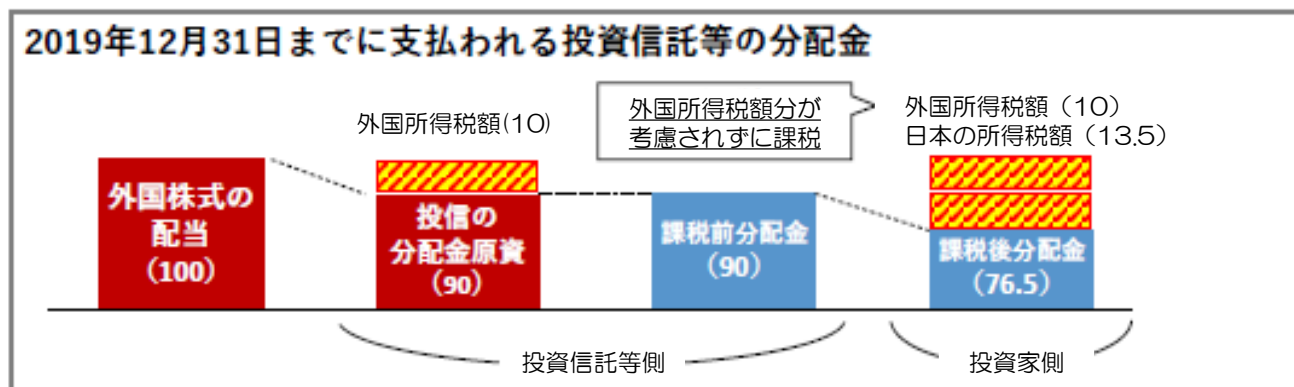 2019年12月31日までに支払われる投資信託等の分配金
外国所得税額(10)
外国所得税額分が
考慮されずに課税
外国所得税額（10）
日本の所得税額（13.5）
外国株式の
配当
（100）
投信の
分配金原資
（90）
課税前分配金
（90）
課税後分配金
（76.5）
投資信託等側
投資家側